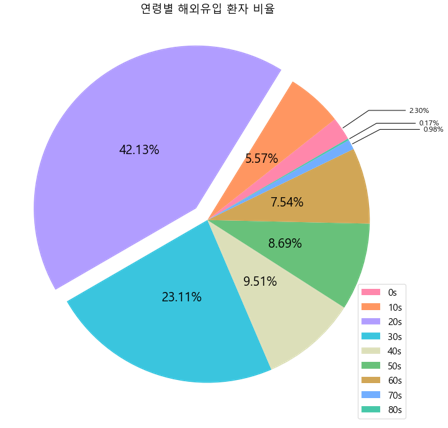 연령별 해외유입 환자 비율
2.30%
0.17%
0.98%
5.57%
42.13%
7.54%
8.69%
9.51%
23.11%
0s
10s
20s
30s
40s
50s
60s
70s
80s